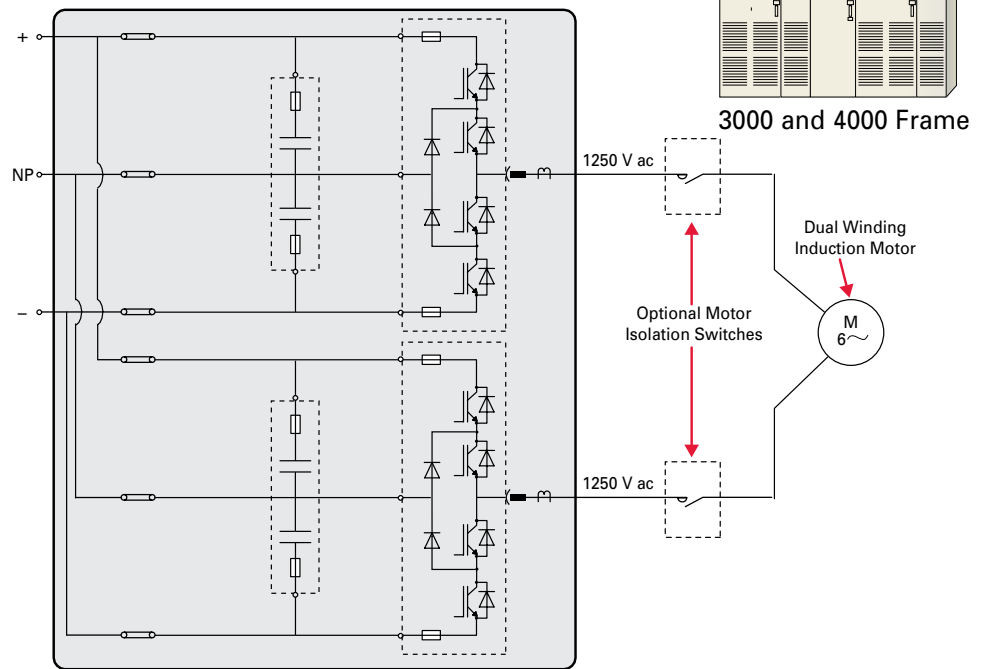 3000 and 4000 Frame
+
NP
–
1250 V ac
Dual Winding
Induction Motor
Optional Motor
Isolation Switches
M
6~
1250 V ac